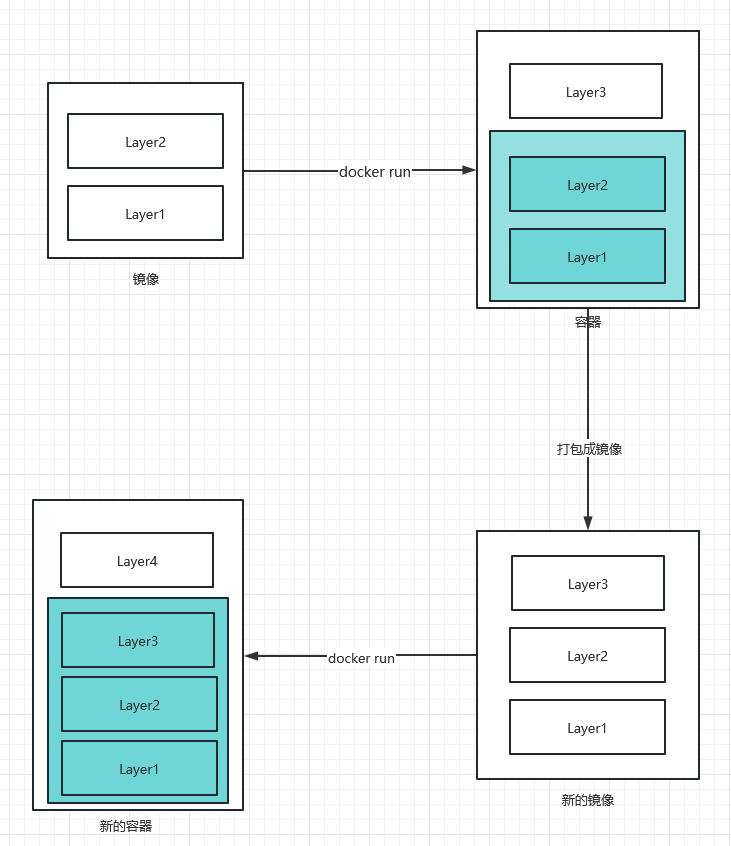 Layer2
Layer1
镜像
docker run
Layer3
Layer2
Layer1
容器
打包成镜像
Layer3
Layer2
Layer1
新的镜像
docker run
Layer4
Layer3
Layer2
Layer1
新的容器